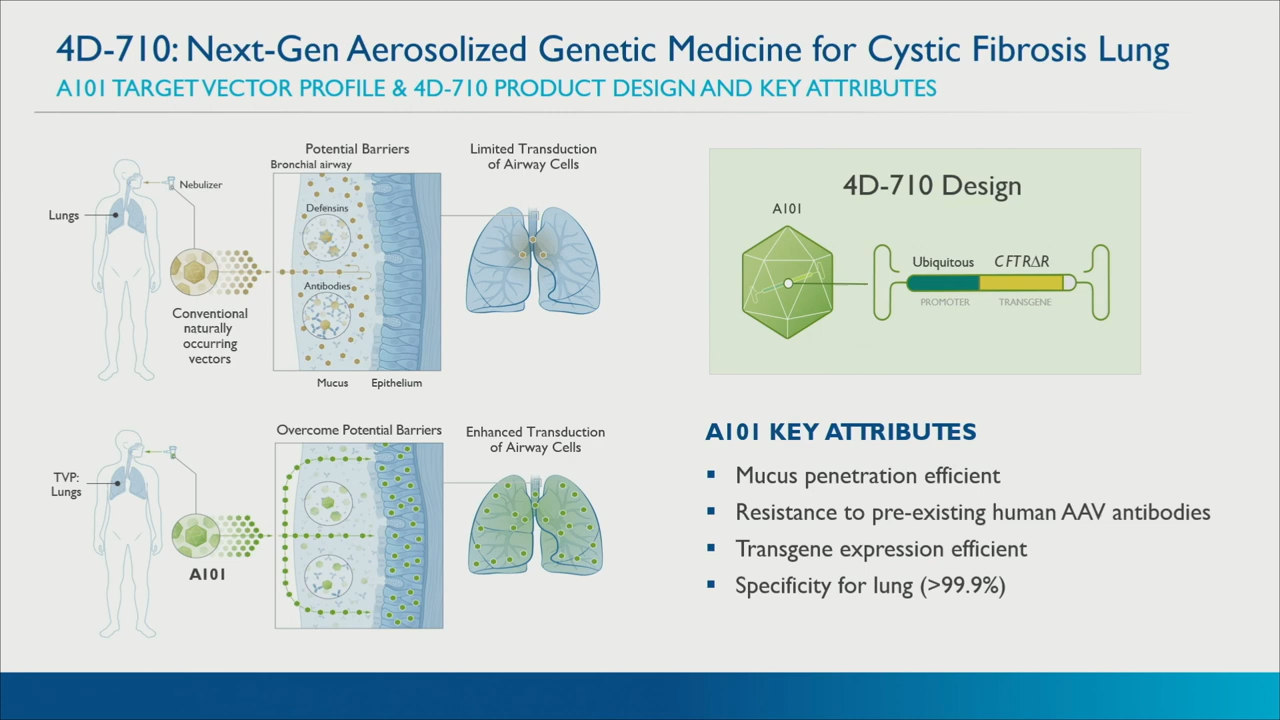 4D-710: Next-Gen Aerosolized Genetic Medicine for Cystic Fibrosis Lung
A101 TARGET VECTOR PROFILE & 4D-710 PRODUCT DESIGN AND KEY ATTRIBUTES
Potential Barriers
Bronchial airway
Limited Transduction
of Airway Cells
Nebulizer
Lungs
Defensins
Antibodies
Conventional
naturally
occurring
vectors
Mucus
Epithelium
Overcome Potential Barriers
Enhanced Transduction
of Airway Cells
TVP:
Lungs
A101
4D-710 Design
A101
Ubiquitous
CFTRΔR
PROMOTER
TRANSGENE
A101 KEY ATTRIBUTES
▪ Mucus penetration efficient
▪ Resistance to pre-existing human AAV antibodies
▪ Transgene expression efficient
▪ Specificity for lung (>99.9%)